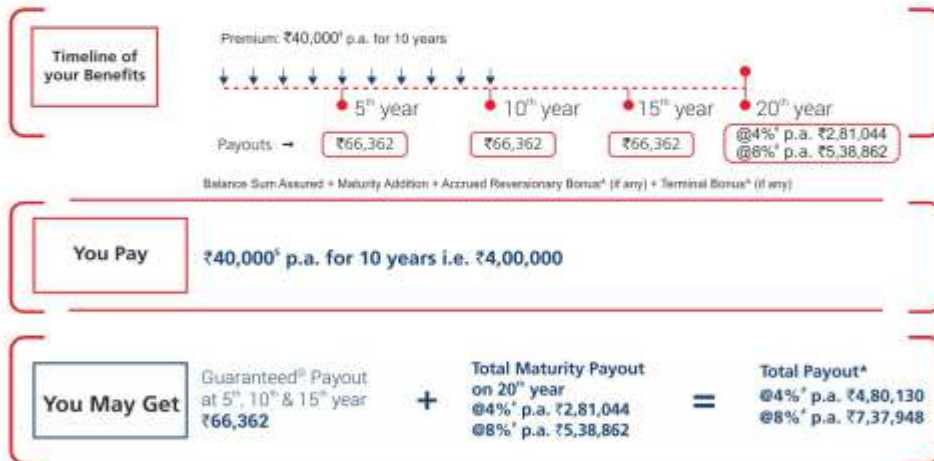 Timeline of
your Benefits
Premium: ₹40,000$ p.a. for 10 years
5th year
10th year
15th year
20th year
Payouts →
₹66,362
₹66,362
₹66,362
@4%# p.a. ₹2,81,044
@8%# p.a. ₹5,38,862
Balance Sum Assured + Maturity Addition + Accrued Reversionary Bonus^ (if any) + Terminal Bonus^ (if any)
You Pay
₹40,000$ p.a. for 10 years i.e. ₹4,00,000
You May Get
Guaranteed@ Payout
at 5th, 10th & 15th year
₹66,362
+
Total Maturity Payout
on 20th year
@4%# p.a. ₹2,81,044
@8%# p.a. ₹5,38,862
=
Total Payout^
@4%# p.a. ₹4,80,130
@8%# p.a. ₹7,37,948